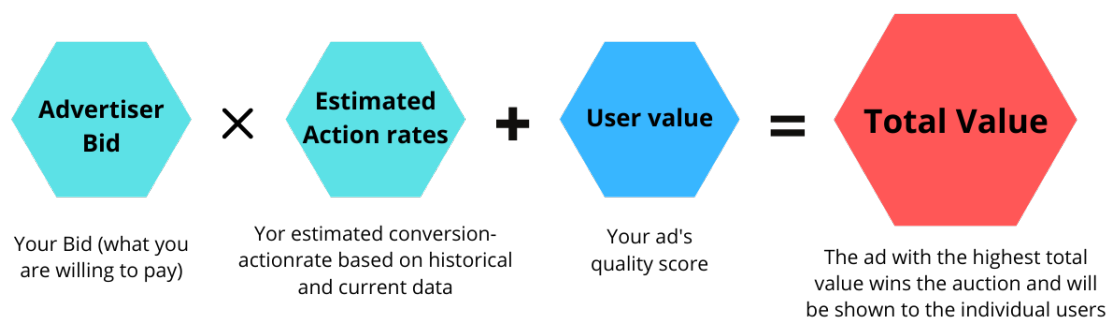 Advertiser
Bid
×
Estimated
Action rates
+
User value
=
Total Value
Your Bid (what you
are willing to pay)
Yor estimated conversion-
actionrate based on historical
and current data
Your ad's
quality score
The ad with the highest total
value wins the auction and will
be shown to the individual users